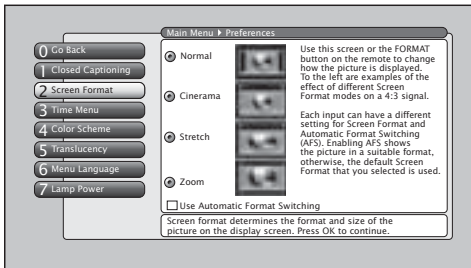 Main Menu ▸ Preferences
0 Go Back
1 Closed Captioning
2 Screen Format
3 Time Menu
4 Color Scheme
5 Translucency
6 Menu Language
7 Lamp Power
Normal
Cinerama
Stretch
Zoom
Use this screen or the FORMAT
button on the remote to change
how the picture is displayed.
To the left are examples of the
effect of different Screen
Format modes on a 4:3 signal.
Each input can have a different
setting for Screen Format and
Automatic Format Switching
(AFS). Enabling AFS shows
the picture in a suitable format,
otherwise, the default Screen
Format that you selected is used.
Use Automatic Format Switching
Screen format determines the format and size of the
picture on the display screen. Press OK to continue.